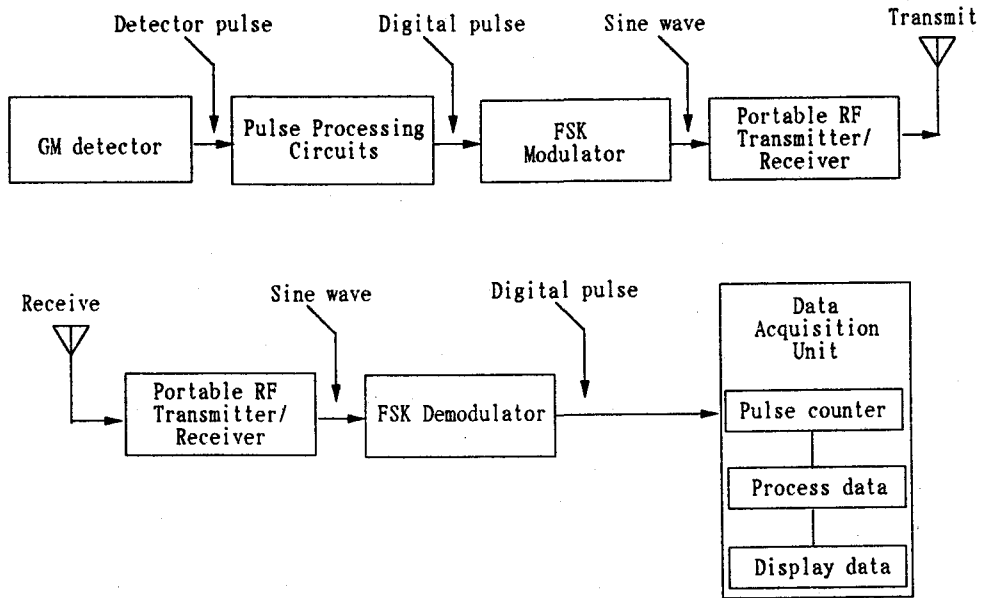 Detector pulse
Digital pulse
Sine wave
Transmit
GM detector
Pulse Processing
Circuits
FSK
Modulator
Portable RF
Transmitter/
Receiver
Receive
Sine wave
Digital pulse
Portable RF
Transmitter/
Receiver
FSK Demodulator
Data
Acquisition
Unit
Pulse counter
Process data
Display data